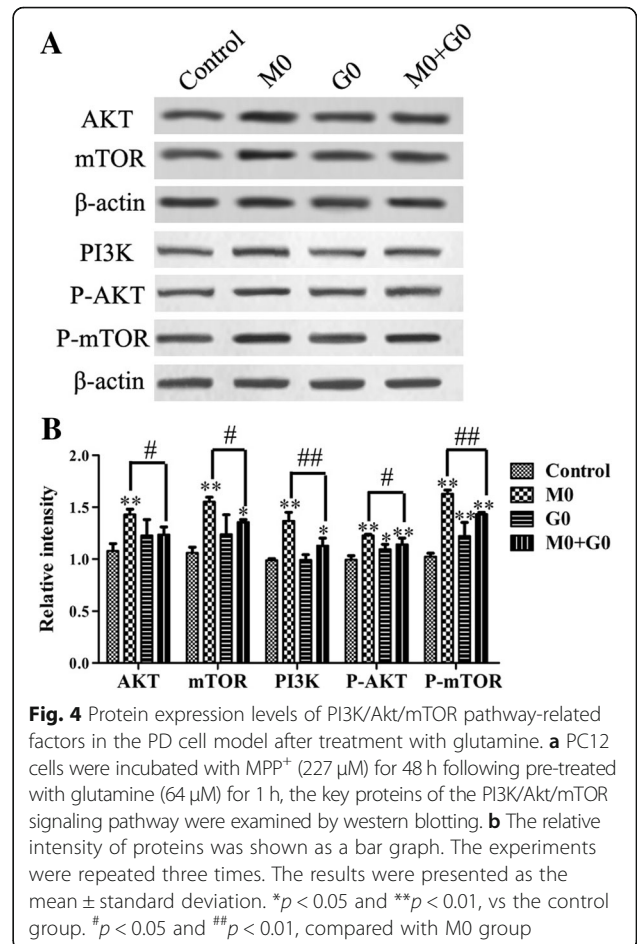 A
Control M0 G0 M0+G0
AKT
mTOR
β-actin
PI3K
P-AKT
P-mTOR
β-actin
B
Relative intensity
2.0
1.5
1.0
0.5
0.0
** # ** # * ** ## * ** # * ** ** ## ** **
AKT mTOR PI3K P-AKT P-mTOR
Control
M0
G0
M0+G0
Fig. 4 Protein expression levels of PI3K/Akt/mTOR pathway-related
factors in the PD cell model after treatment with glutamine. a PC12
cells were incubated with MPP⁺ (227 μM) for 48 h following pre-treated
with glutamine (64 μM) for 1 h, the key proteins of the PI3K/Akt/mTOR
signaling pathway were examined by western blotting. b The relative
intensity of proteins was shown as a bar graph. The experiments
were repeated three times. The results were presented as the
mean ± standard deviation. *p < 0.05 and **p < 0.01, vs the control
group. #p < 0.05 and ##p < 0.01, compared with M0 group